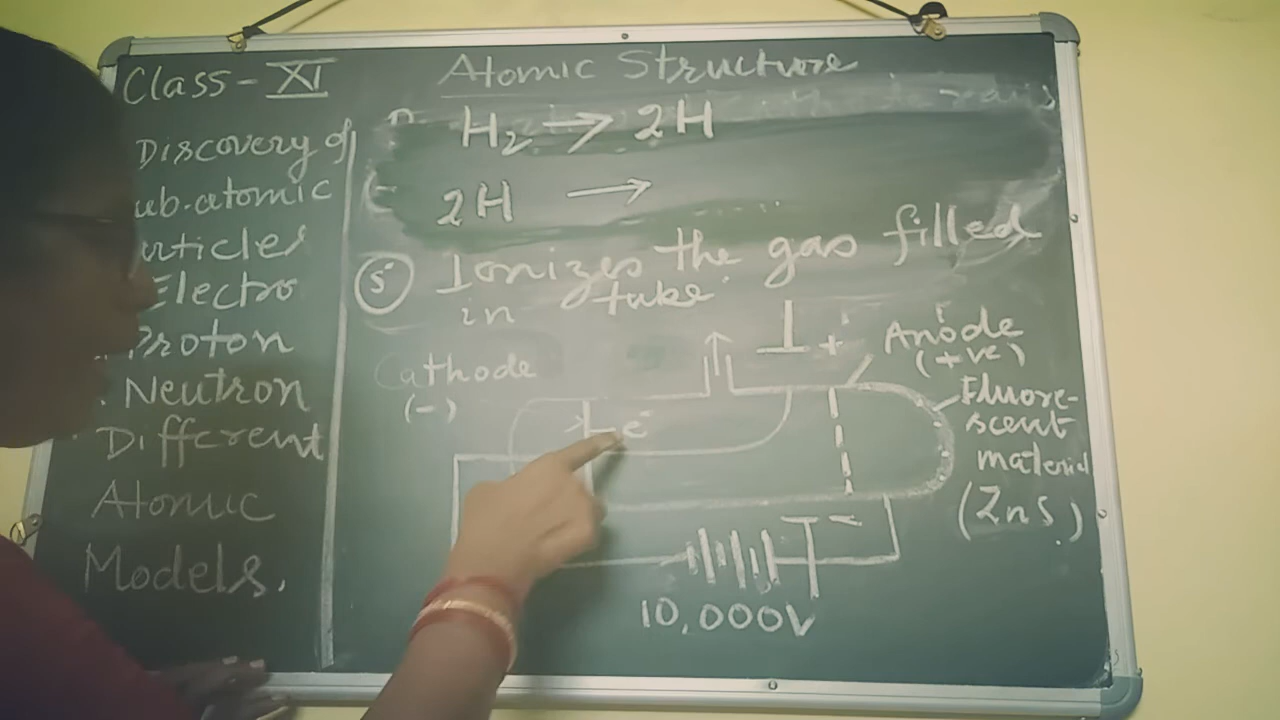 Class - XI
Atomic Structure
Discovery of
ub-atomic
articles
Electro
Proton
Neutron
Different
Atomic
Models.
H₂ → 2H
2H →
(5) Ionizes the gas filled
in tube
Cathode
(-)
e⁻
+
Anode
(+ve)
Fluore-
scent
material
(ZnS)
10,000V